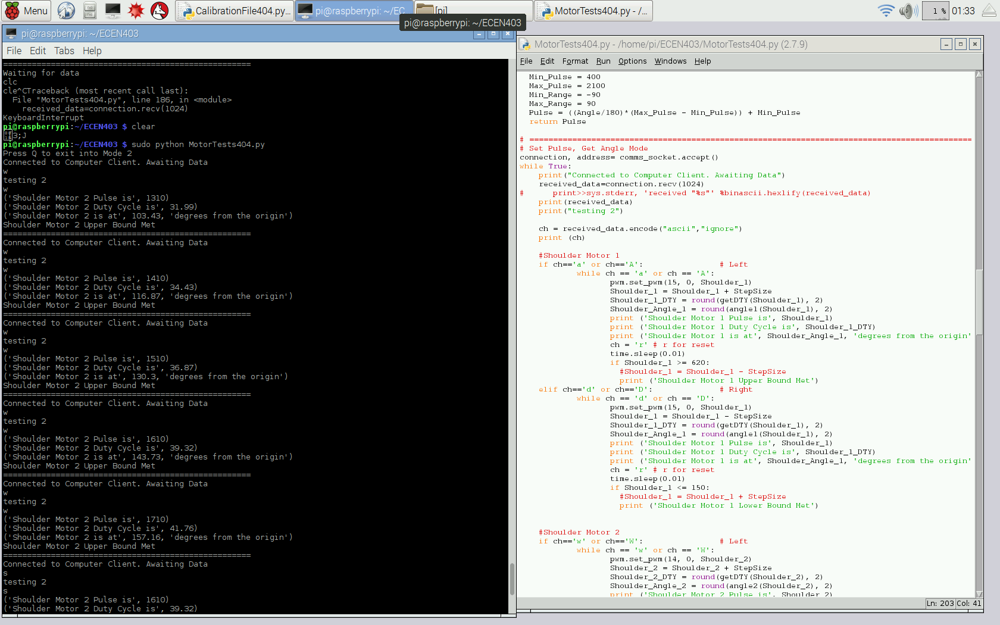 Menu
CalibrationFile404.py...
pi@raspberrypi: ~/EC
[pi]
MotorTests404.py - /...
1 %
01:33
pi@raspberrypi: ~/ECEN403
pi@raspberrypi: ~/ECEN403
File Edit Tabs Help
====================================================
Waiting for data
clc
cle^CTraceback (most recent call last):
  File "MotorTests404.py", line 186, in <module>
    received_data=connection.recv(1024)
KeyboardInterrupt
pi@raspberrypi:~/ECEN403 $ clear
3;J
pi@raspberrypi:~/ECEN403 $ sudo python MotorTests404.py
Press Q to exit into Mode 2
Connected to Computer Client. Awaiting Data
w
testing 2
w
('Shoulder Motor 2 Pulse is', 1310)
('Shoulder Motor 2 Duty Cycle is', 31.99)
('Shoulder Motor 2 is at', 103.43, 'degrees from the origin')
Shoulder Motor 2 Upper Bound Met
====================================================
Connected to Computer Client. Awaiting Data
w
testing 2
w
('Shoulder Motor 2 Pulse is', 1410)
('Shoulder Motor 2 Duty Cycle is', 34.43)
('Shoulder Motor 2 is at', 116.87, 'degrees from the origin')
Shoulder Motor 2 Upper Bound Met
====================================================
Connected to Computer Client. Awaiting Data
w
testing 2
w
('Shoulder Motor 2 Pulse is', 1510)
('Shoulder Motor 2 Duty Cycle is', 36.87)
('Shoulder Motor 2 is at', 130.3, 'degrees from the origin')
Shoulder Motor 2 Upper Bound Met
====================================================
Connected to Computer Client. Awaiting Data
w
testing 2
w
('Shoulder Motor 2 Pulse is', 1610)
('Shoulder Motor 2 Duty Cycle is', 39.32)
('Shoulder Motor 2 is at', 143.73, 'degrees from the origin')
Shoulder Motor 2 Upper Bound Met
====================================================
Connected to Computer Client. Awaiting Data
w
testing 2
w
('Shoulder Motor 2 Pulse is', 1710)
('Shoulder Motor 2 Duty Cycle is', 41.76)
('Shoulder Motor 2 is at', 157.16, 'degrees from the origin')
Shoulder Motor 2 Upper Bound Met
====================================================
Connected to Computer Client. Awaiting Data
s
testing 2
s
('Shoulder Motor 2 Pulse is', 1610)
('Shoulder Motor 2 Duty Cycle is', 39.32)
MotorTests404.py - /home/pi/ECEN403/MotorTests404.py (2.7.9)
File Edit Format Run Options Windows Help
  Min_Pulse = 400
  Max_Pulse = 2100
  Min_Range = -90
  Max_Range = 90
  Pulse = ((Angle/180)*(Max_Pulse - Min_Pulse)) + Min_Pulse
  return Pulse
# =============================================================================================
# Set Pulse, Get Angle Mode
connection, address= comms_socket.accept()
while True:
    print("Connected to Computer Client. Awaiting Data")
    received_data=connection.recv(1024)
#      print>>sys.stderr, 'received "%s"' %binascii.hexlify(received_data)
    print(received_data)
    print("testing 2")
    ch = received_data.encode("ascii","ignore")
    print (ch)
    #Shoulder Motor 1
    if ch=='a' or ch=='A':                # Left
            while ch == 'a' or ch == 'A':
                   pwm.set_pwm(15, 0, Shoulder_1)
                   Shoulder_1 = Shoulder_1 + StepSize
                   Shoulder_1_DTY = round(getDTY(Shoulder_1), 2)
                   Shoulder_Angle_1 = round(angle1(Shoulder_1), 2)
                   print ('Shoulder Motor 1 Pulse is', Shoulder_1)
                   print ('Shoulder Motor 1 Duty Cycle is', Shoulder_1_DTY)
                   print ('Shoulder Motor 1 is at', Shoulder_Angle_1, 'degrees from the origin'
                   ch = 'r' # r for reset
                   time.sleep(0.01)
                   if Shoulder_1 >= 620:
                     #Shoulder_1 = Shoulder_1 - StepSize
                     print ('Shoulder Motor 1 Upper Bound Met')
    elif ch=='d' or ch=='D':              # Right
            while ch == 'd' or ch == 'D':
                   pwm.set_pwm(15, 0, Shoulder_1)
                   Shoulder_1 = Shoulder_1 - StepSize
                   Shoulder_1_DTY = round(getDTY(Shoulder_1), 2)
                   Shoulder_Angle_1 = round(angle1(Shoulder_1), 2)
                   print ('Shoulder Motor 1 Pulse is', Shoulder_1)
                   print ('Shoulder Motor 1 Duty Cycle is', Shoulder_1_DTY)
                   print ('Shoulder Motor 1 is at', Shoulder_Angle_1, 'degrees from the origin'
                   ch = 'r' # r for reset
                   time.sleep(0.01)
                   if Shoulder_1 <= 150:
                     #Shoulder_1 = Shoulder_1 + StepSize
                     print ('Shoulder Motor 1 Lower Bound Met')
    #Shoulder Motor 2
    if ch=='w' or ch=='W':                # Left
            while ch == 'w' or ch == 'W':
                   pwm.set_pwm(14, 0, Shoulder_2)
                   Shoulder_2 = Shoulder_2 + StepSize
                   Shoulder_2_DTY = round(getDTY(Shoulder_2), 2)
                   Shoulder_Angle_2 = round(angle2(Shoulder_2), 2)
                   print ('Shoulder Motor 2 Pulse is', Shoulder_2)
Ln: 203 Col: 41